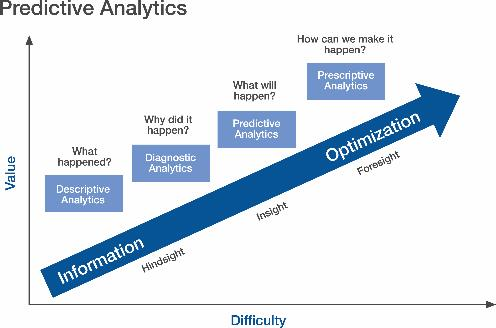 Predictive Analytics
How can we make it
happen?
Prescriptive
Analytics
What will
happen?
Predictive
Analytics
Why did it
happen?
Diagnostic
Analytics
What
happened?
Descriptive
Analytics
Value
Information
Optimization
Hindsight
Insight
Foresight
Difficulty